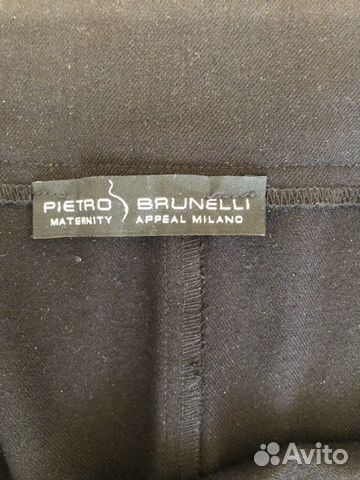 PIETRO BRUNELLI
MATERNITY APPEAL MILANO
Avito